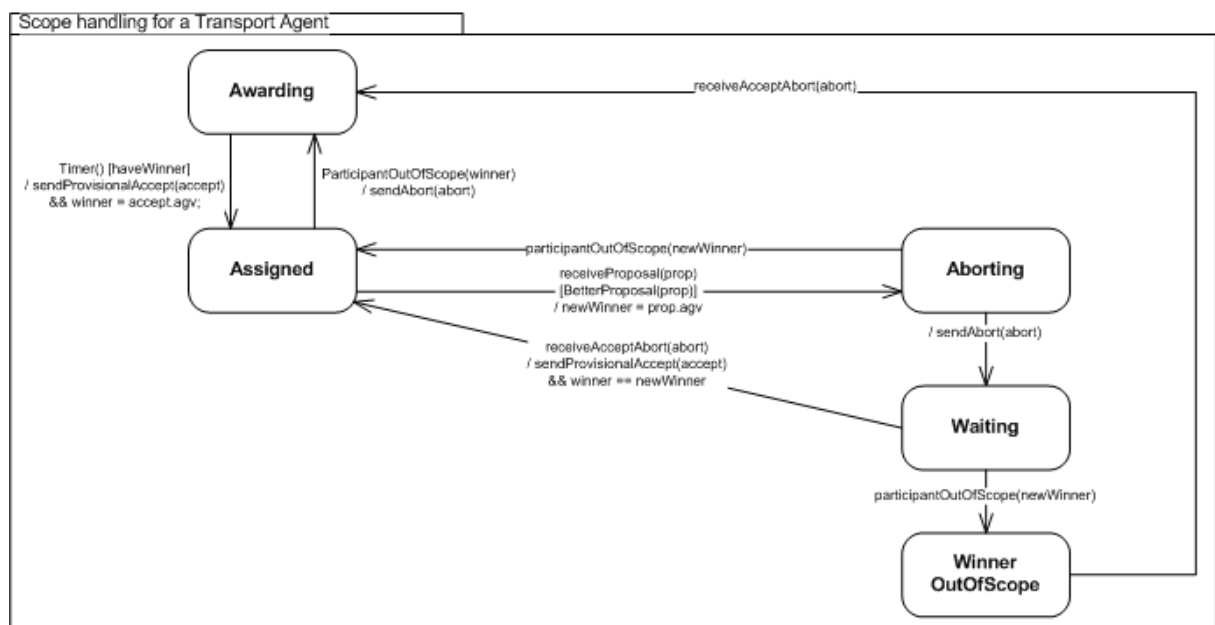 Scope handling for a Transport Agent
Awarding
receiveAcceptAbort(abort)
Timer() [haveWinner]
/ sendProvisionalAccept(accept)
&& winner = accept.agv;
ParticipantOutOfScope(winner)
/ sendAbort(abort)
Assigned
participantOutOfScope(newWinner)
receiveProposal(prop)
[BetterProposal(prop)]
/ newWinner = prop.agv
Aborting
/ sendAbort(abort)
receiveAcceptAbort(abort)
/ sendProvisionalAccept(accept)
&& winner == newWinner
Waiting
participantOutOfScope(newWinner)
Winner
OutOfScope